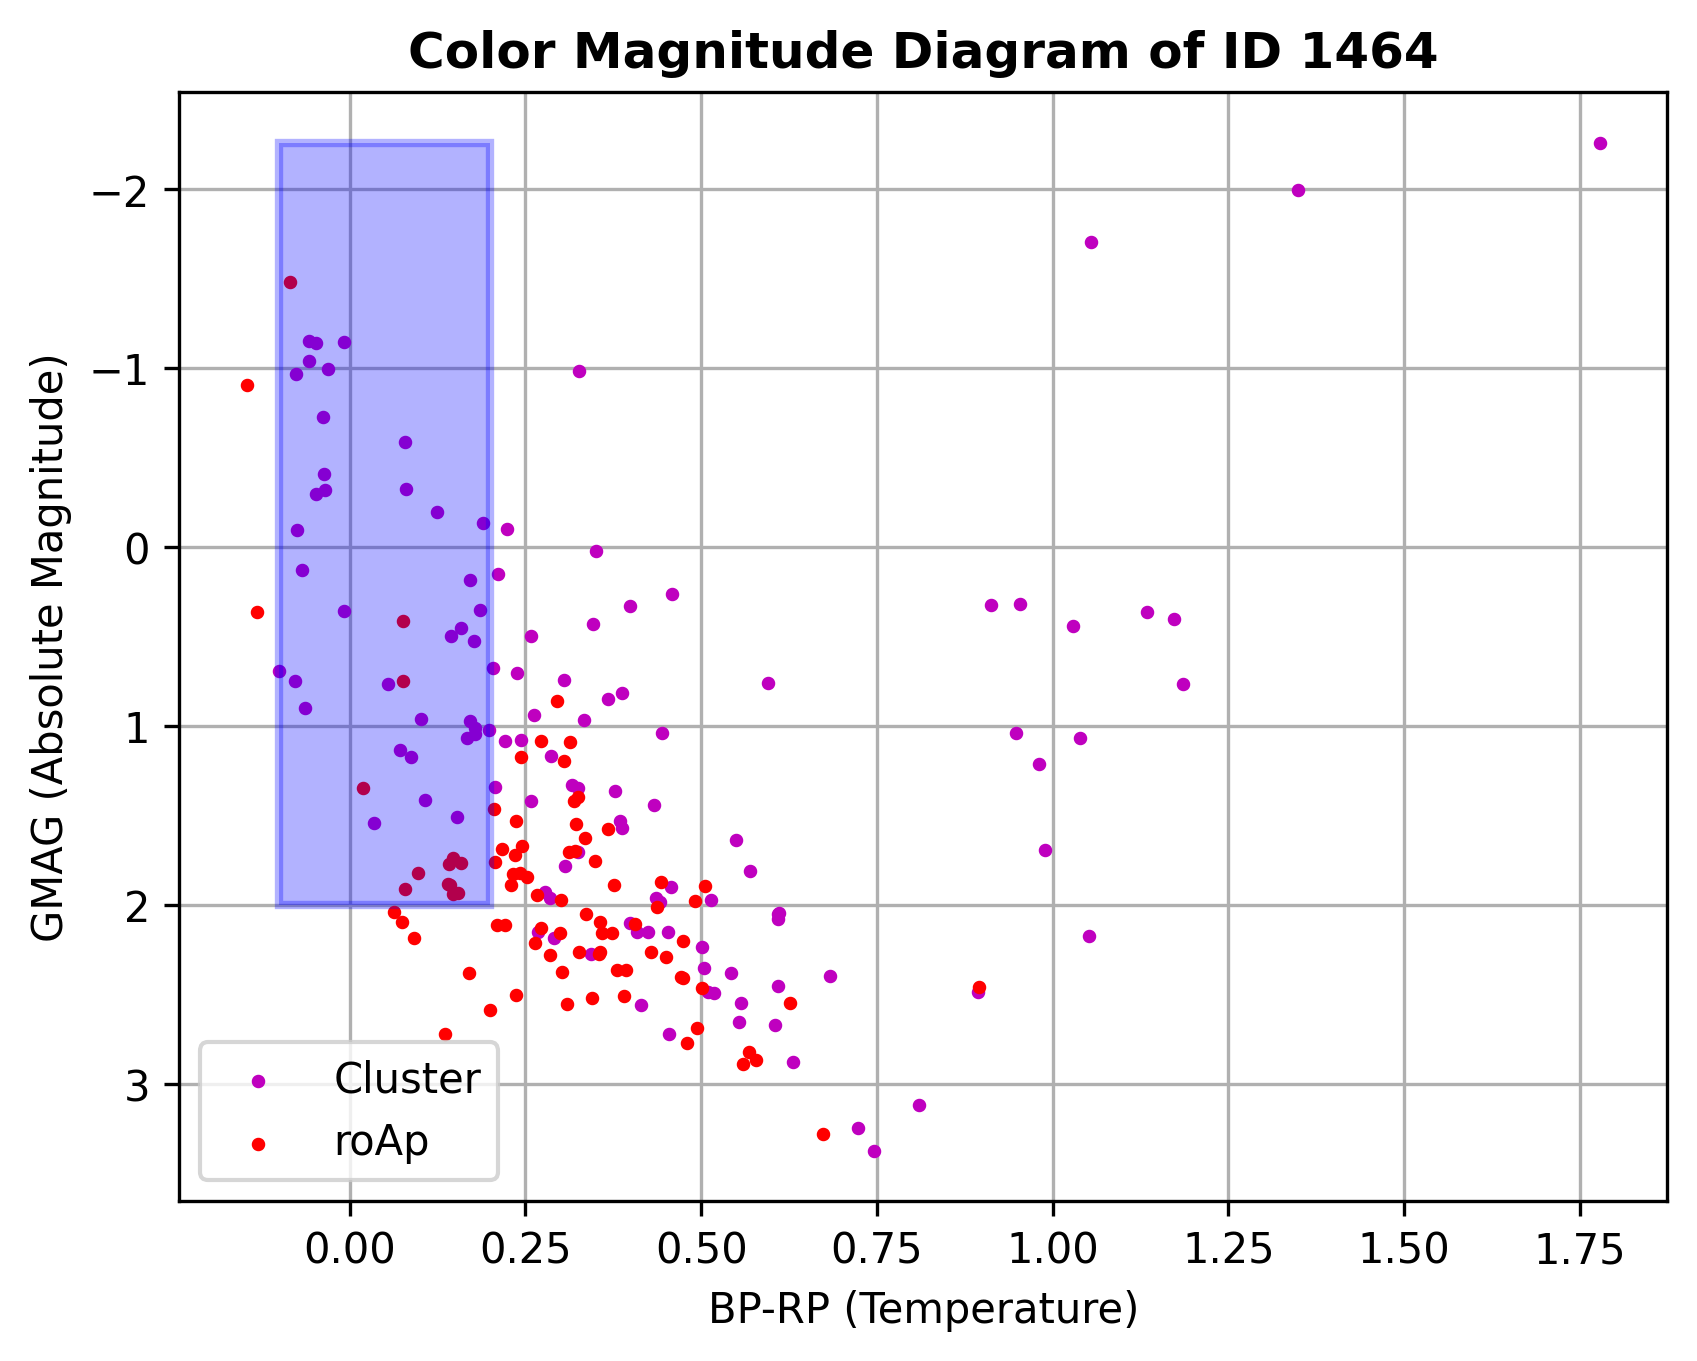 Color Magnitude Diagram of ID 1464
GMAG (Absolute Magnitude)
−2
−1
0
1
2
3
Cluster
roAp
0.00 0.25 0.50 0.75 1.00 1.25 1.50 1.75
BP-RP (Temperature)